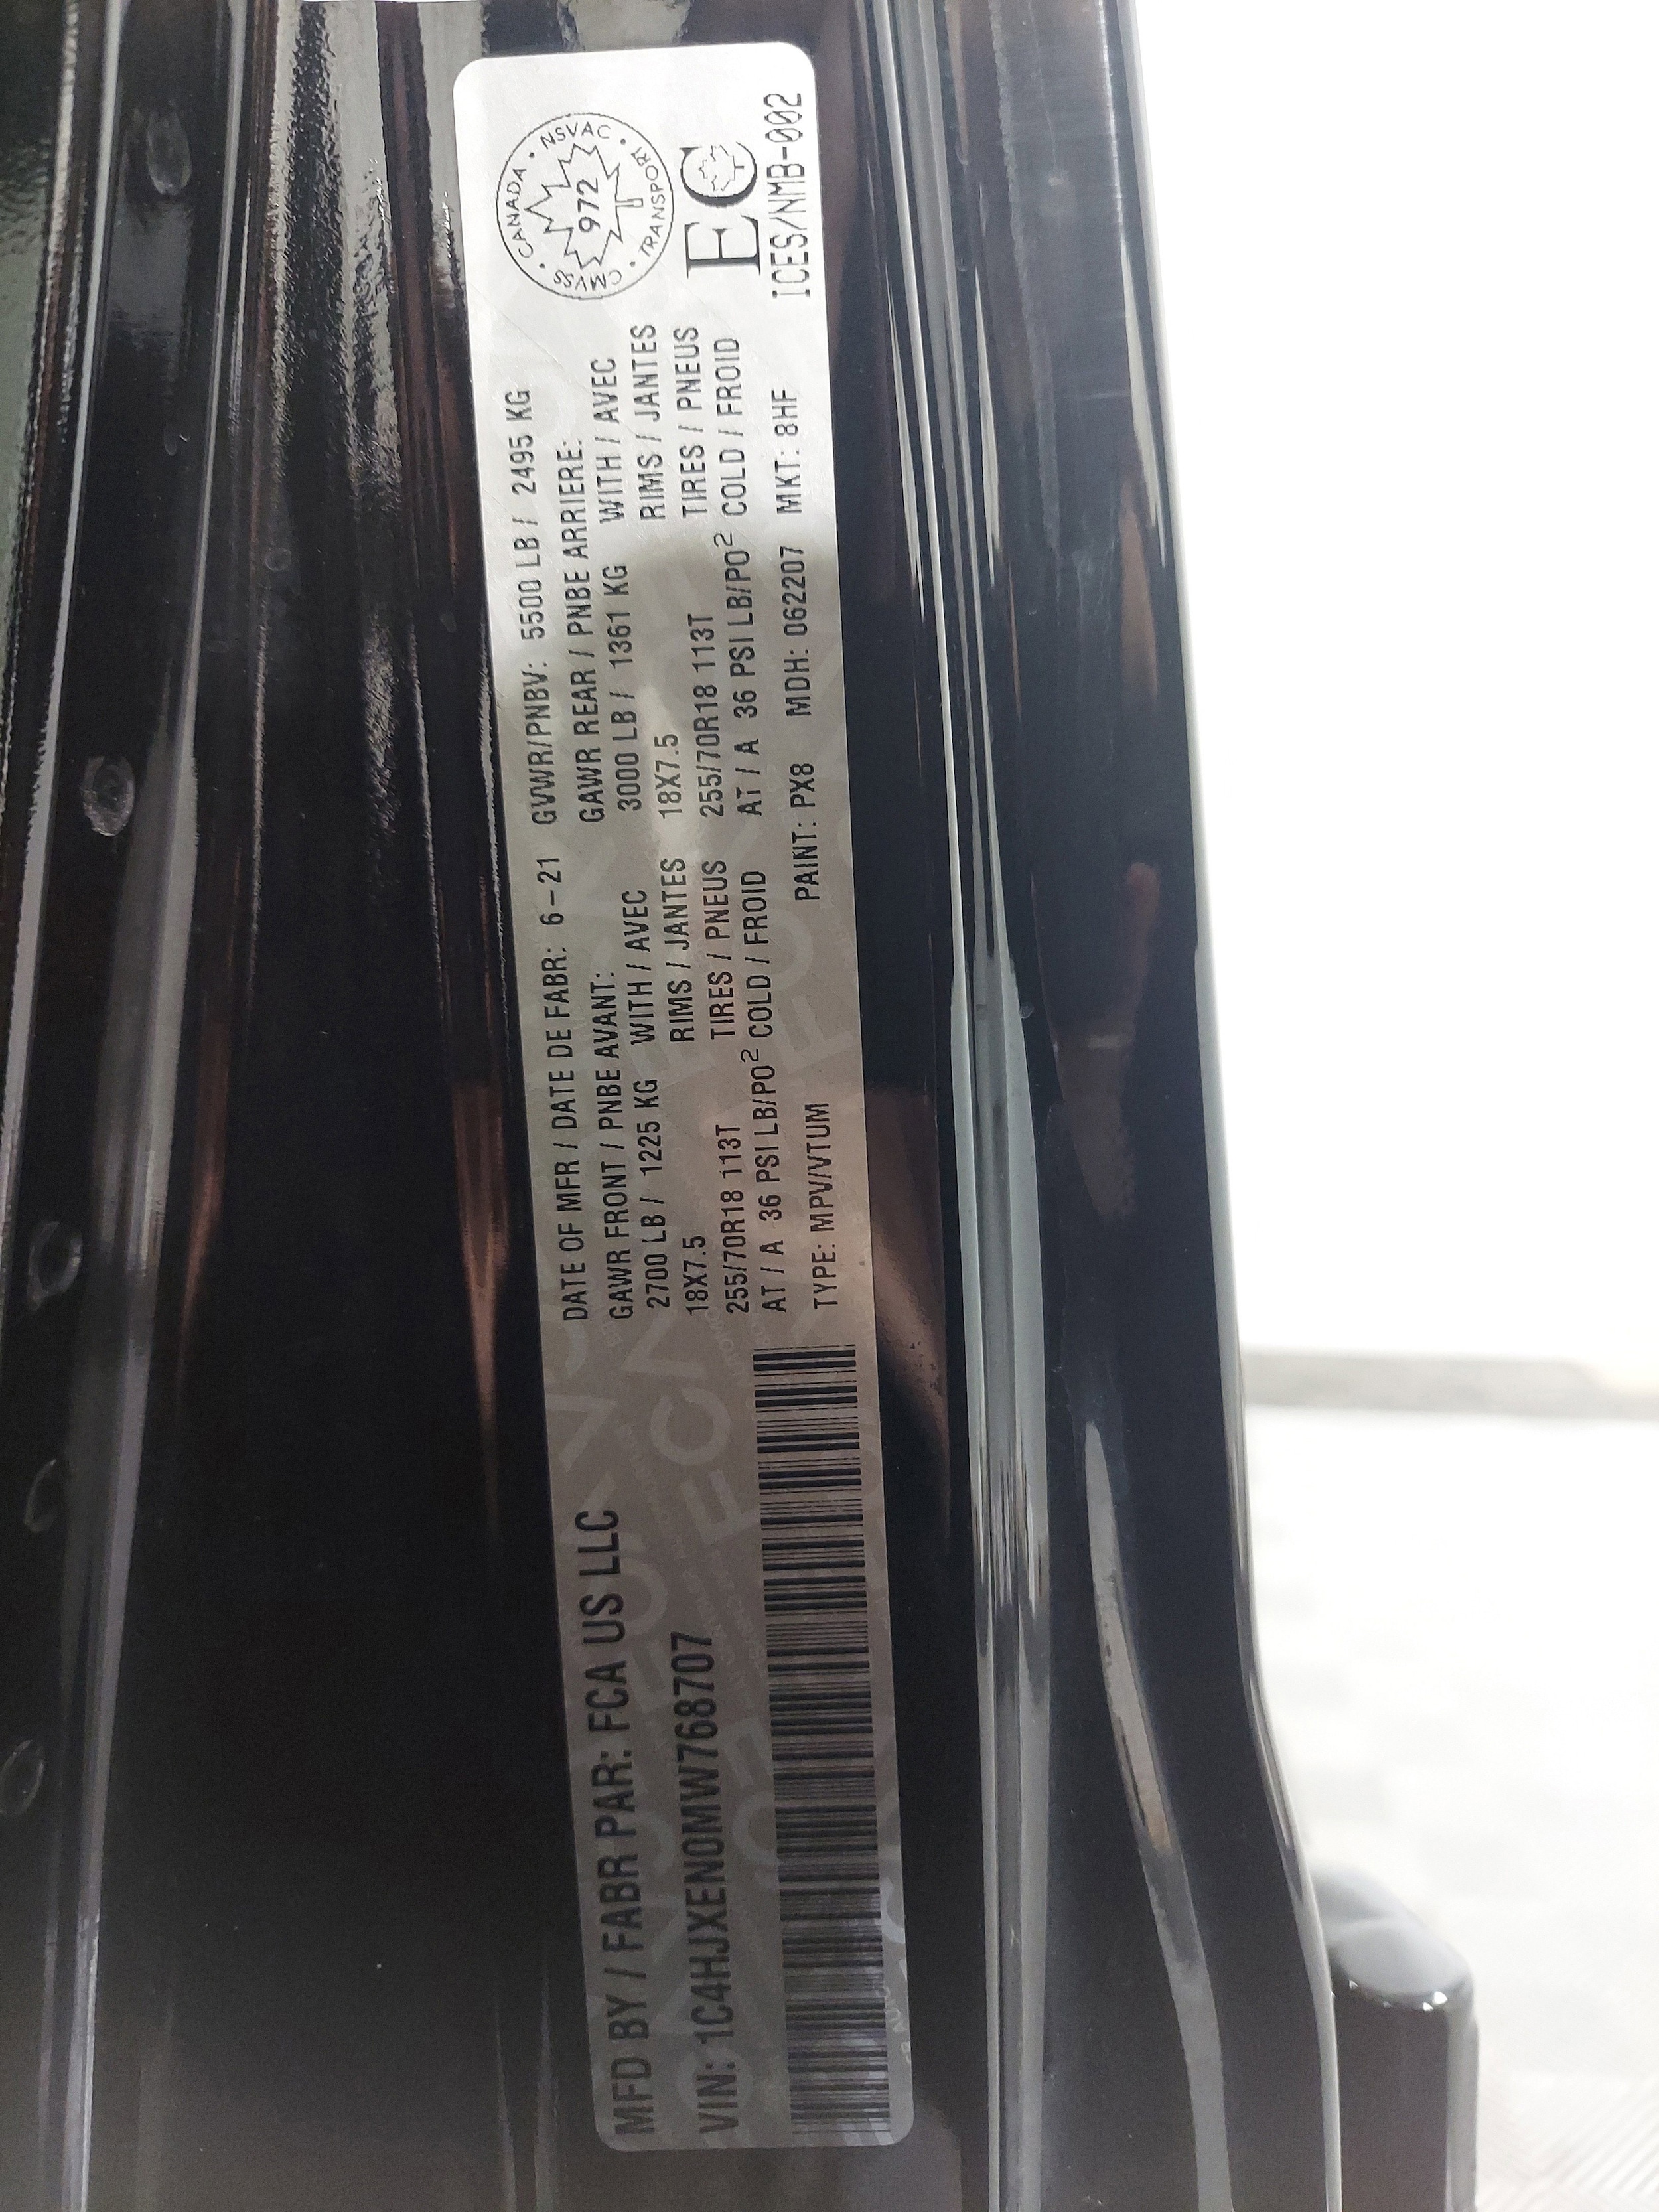 MFD BY / FABR PAR: FCA US LLC
VIN: 1C4HJXEN0MW768707
DATE OF MFR / DATE DE FABR: 6-21 GVWR/PNBV: 5500 LB / 2495 KG
GAWR FRONT / PNBE AVANT: GAWR REAR / PNBE ARRIERE:
2700 LB / 1225 KG WITH / AVEC 3000 LB / 1361 KG WITH / AVEC
RIMS / JANTES RIMS / JANTES
18X7.5 18X7.5
TIRES / PNEUS TIRES / PNEUS
255/70R18 113T 255/70R18 113T
AT / A 36 PSI LB/PO² COLD / FROID AT / A 36 PSI LB/PO² COLD / FROID
TYPE: MPV/VTUM PAINT: PX8 MDH: 062207 MKT: 8HF
CANADA • NSVAC • TRANSPORT • CMVSS •
972
EC
ICES/NMB-002